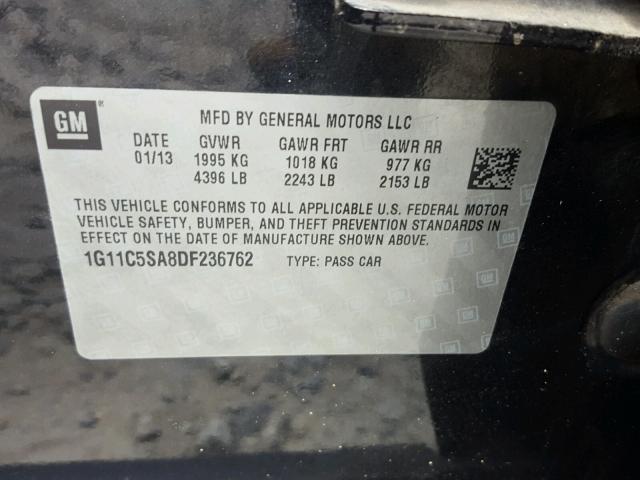 GM ®
MFD BY GENERAL MOTORS LLC
DATE GVWR GAWR FRT GAWR RR
01/13 1995 KG 1018 KG 977 KG
4396 LB 2243 LB 2153 LB
THIS VEHICLE CONFORMS TO ALL APPLICABLE U.S. FEDERAL MOTOR
VEHICLE SAFETY, BUMPER, AND THEFT PREVENTION STANDARDS IN
EFFECT ON THE DATE OF MANUFACTURE SHOWN ABOVE.
1G11C5SA8DF236762 TYPE: PASS CAR